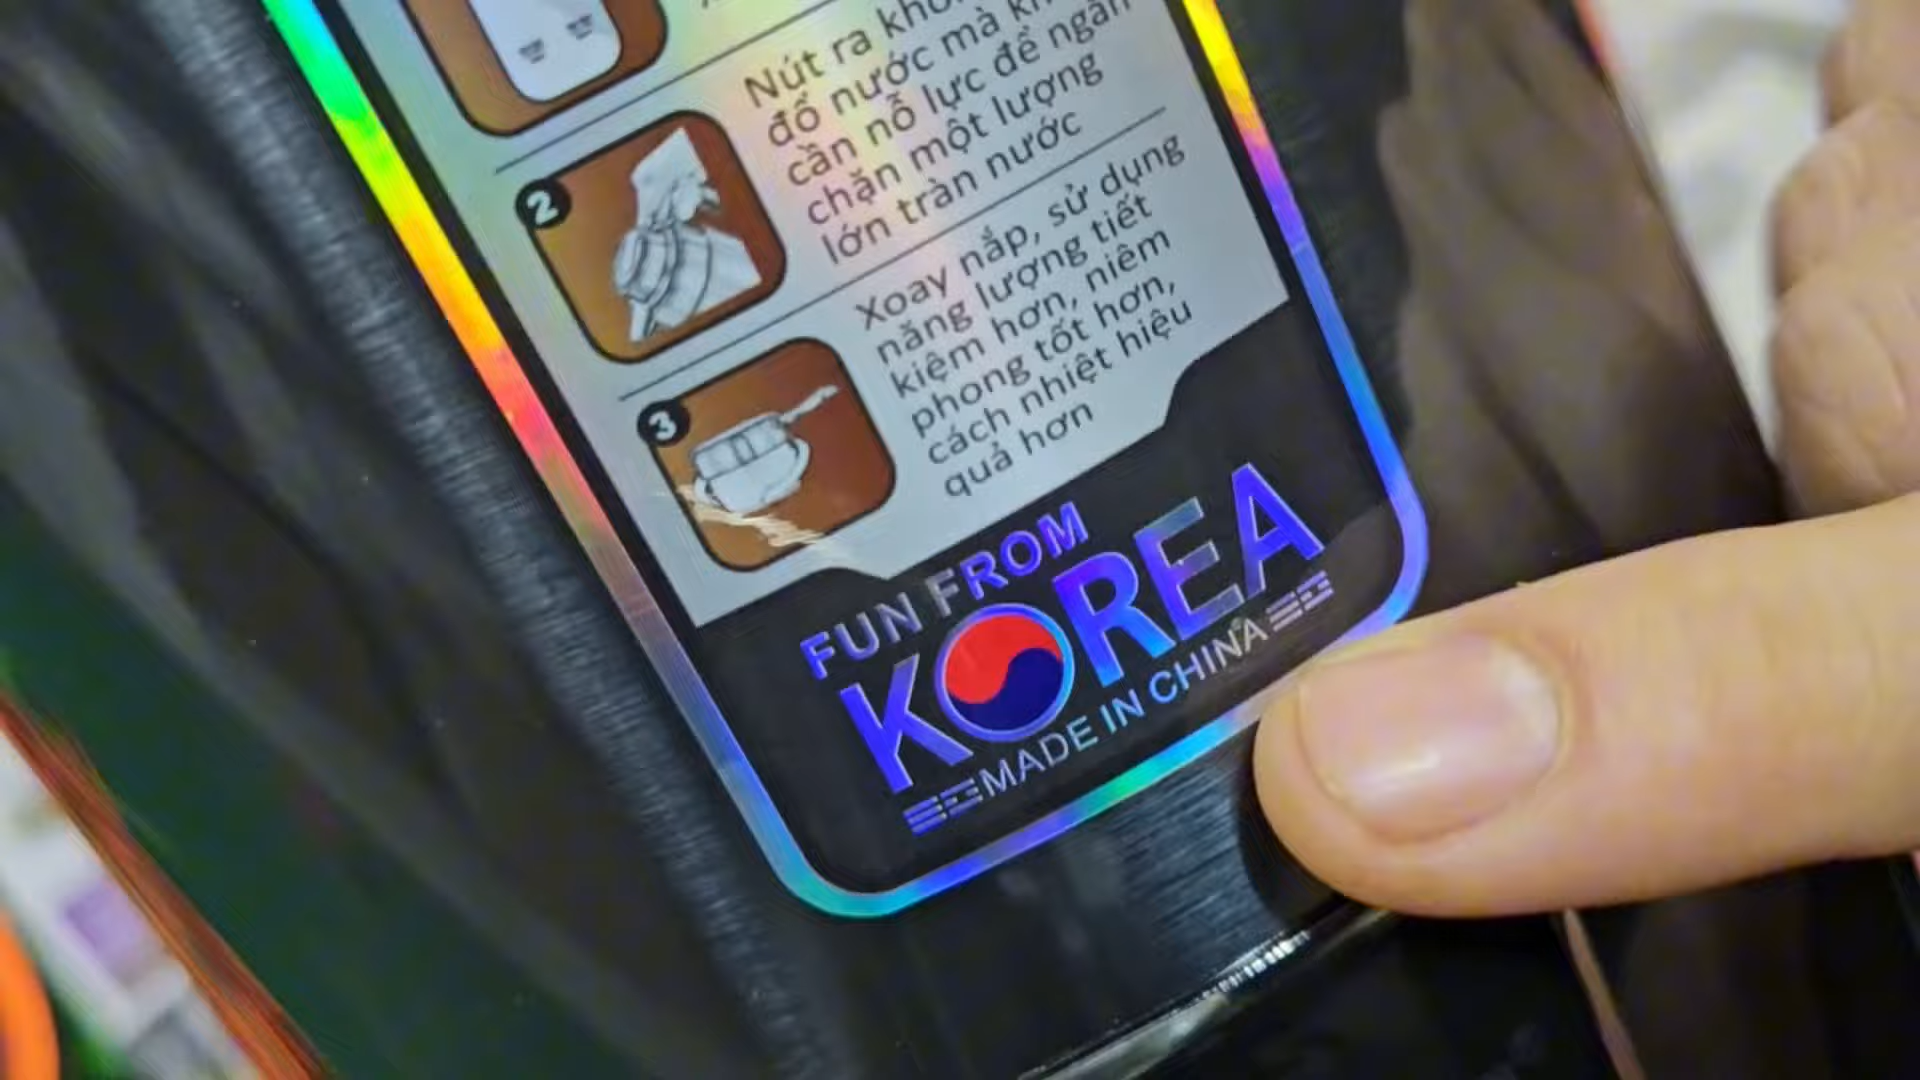 Nút ra
đổ nước mà
cần nỗ lực để ngăn
chặn một lượng
lớn tràn nước
2
Xoay nắp, sử dụng
năng lượng tiết
kiệm hơn, niêm
phong tốt hơn,
cách nhiệt hiệu
quả hơn
3
FUN FROM
KOREA
MADE IN CHINA